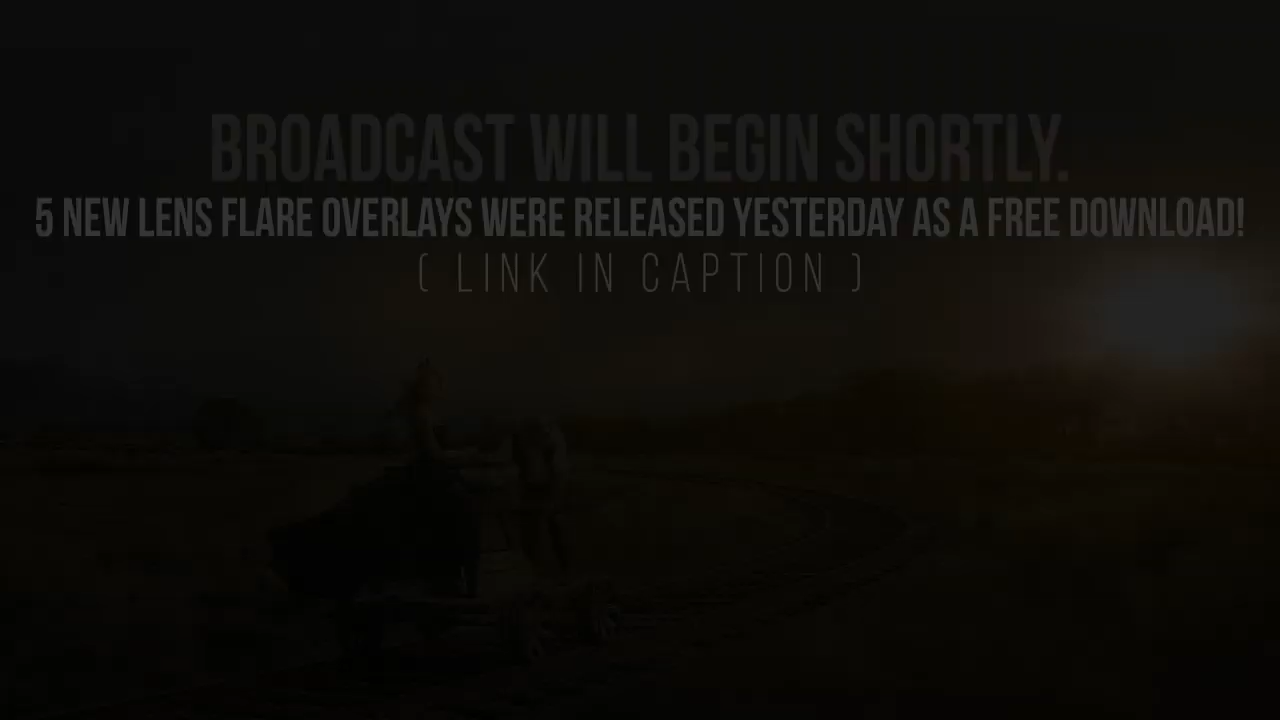 BROADCAST WILL BEGIN SHORTLY.
5 NEW LENS FLARE OVERLAYS WERE RELEASED YESTERDAY AS A FREE DOWNLOAD!
( LINK IN CAPTION )